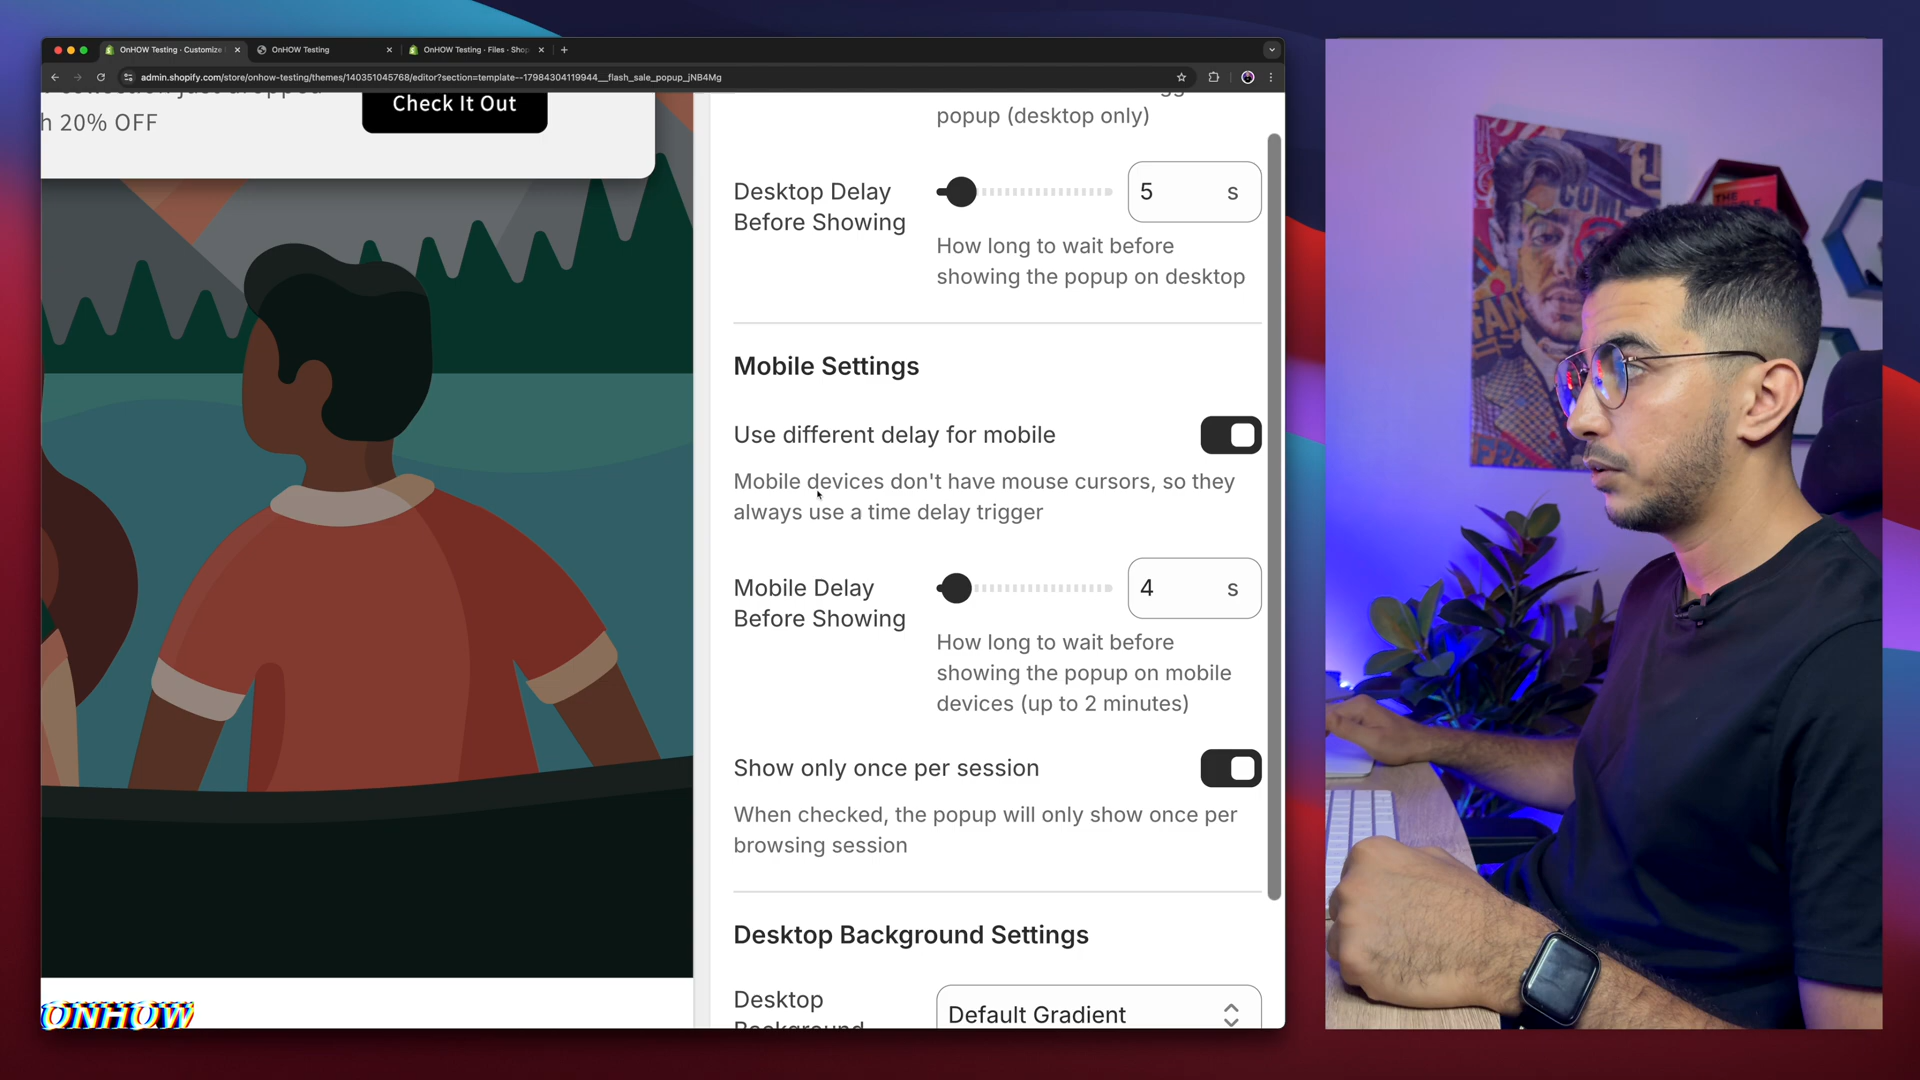 OnHOW Testing · Customize
OnHOW Testing
OnHOW Testing · Files · Shop
admin.shopify.com/store/onhow-testing/themes/140351045768/editor?section=template--17984304119944__flash_sale_popup_jNB4Mg
Check It Out
h 20% OFF
popup (desktop only)
Desktop Delay
Before Showing
5 s
How long to wait before
showing the popup on desktop
Mobile Settings
Use different delay for mobile
Mobile devices don't have mouse cursors, so they
always use a time delay trigger
Mobile Delay
Before Showing
4 s
How long to wait before
showing the popup on mobile
devices (up to 2 minutes)
Show only once per session
When checked, the popup will only show once per
browsing session
Desktop Background Settings
Desktop
Background
Default Gradient
ONHOW
COME
FAN
THE